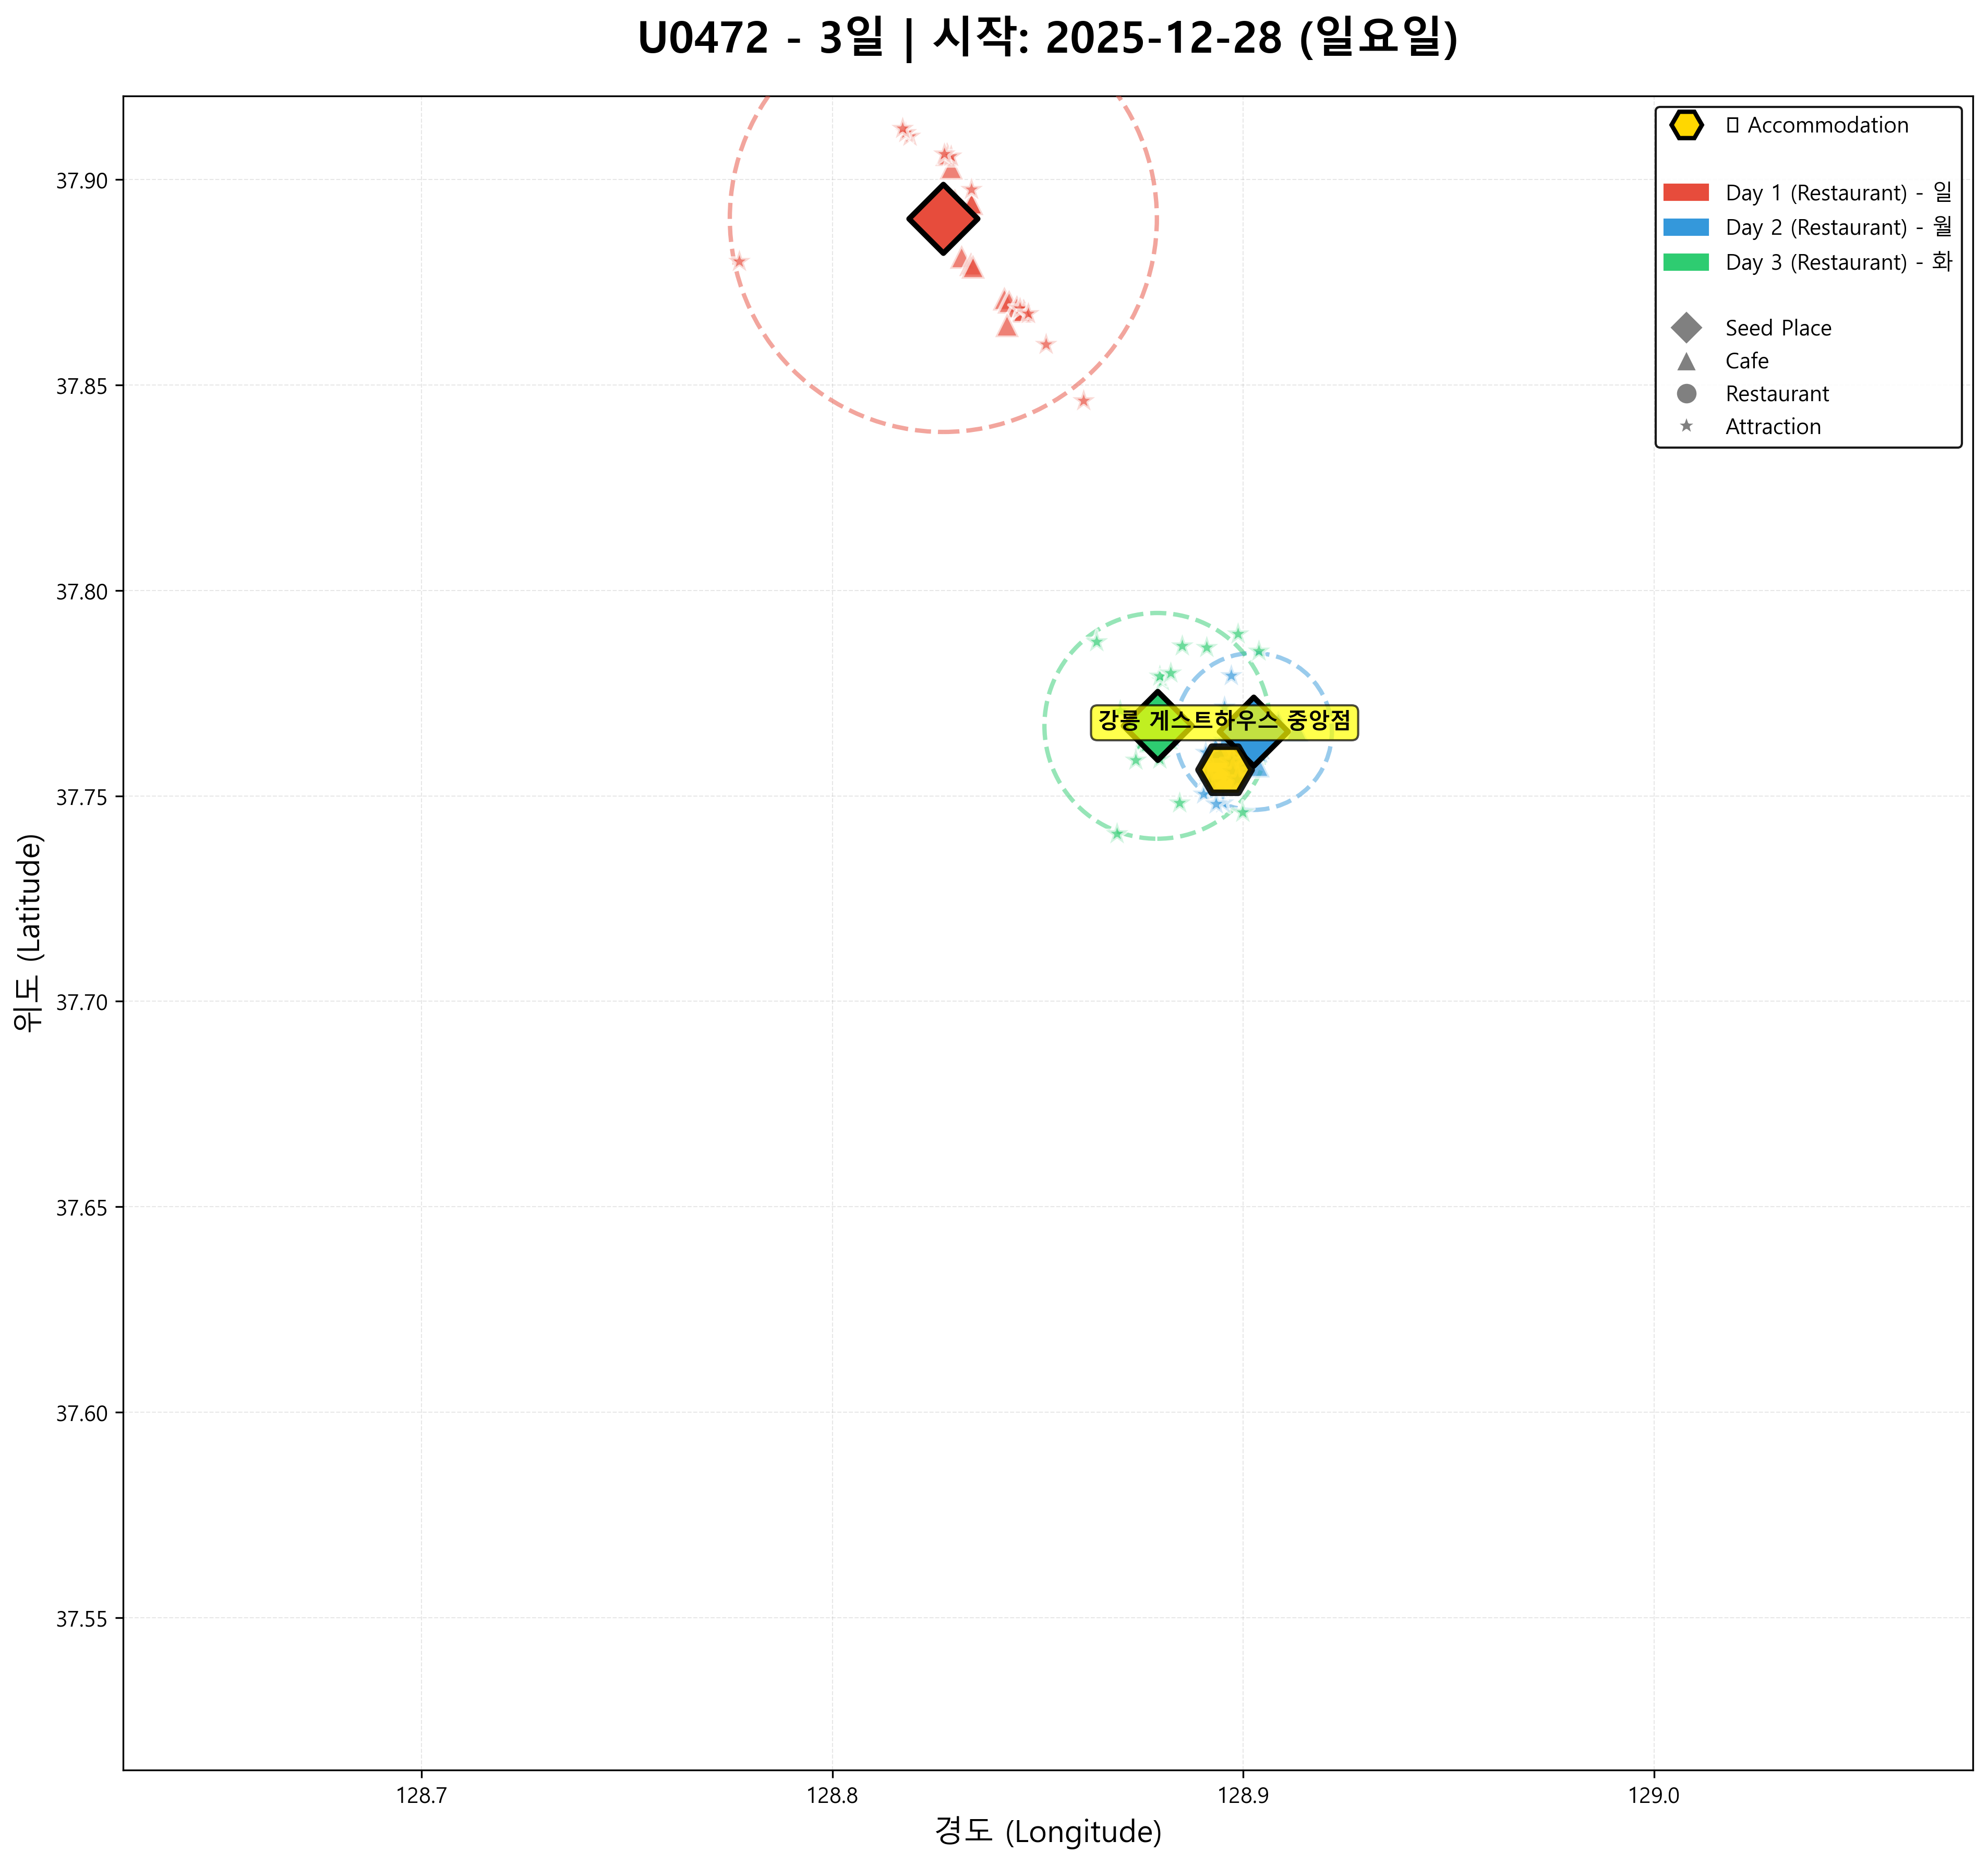 U0472 - 3일 | 시작: 2025-12-28 (일요일)
Accommodation
Day 1 (Restaurant) - 일
Day 2 (Restaurant) - 월
Day 3 (Restaurant) - 화
Seed Place
Cafe
Restaurant
Attraction
37.90
37.85
37.80
37.75
37.70
37.65
37.60
37.55
위도 (Latitude)
강릉 게스트하우스 중앙점
128.7
128.8
128.9
129.0
경도 (Longitude)